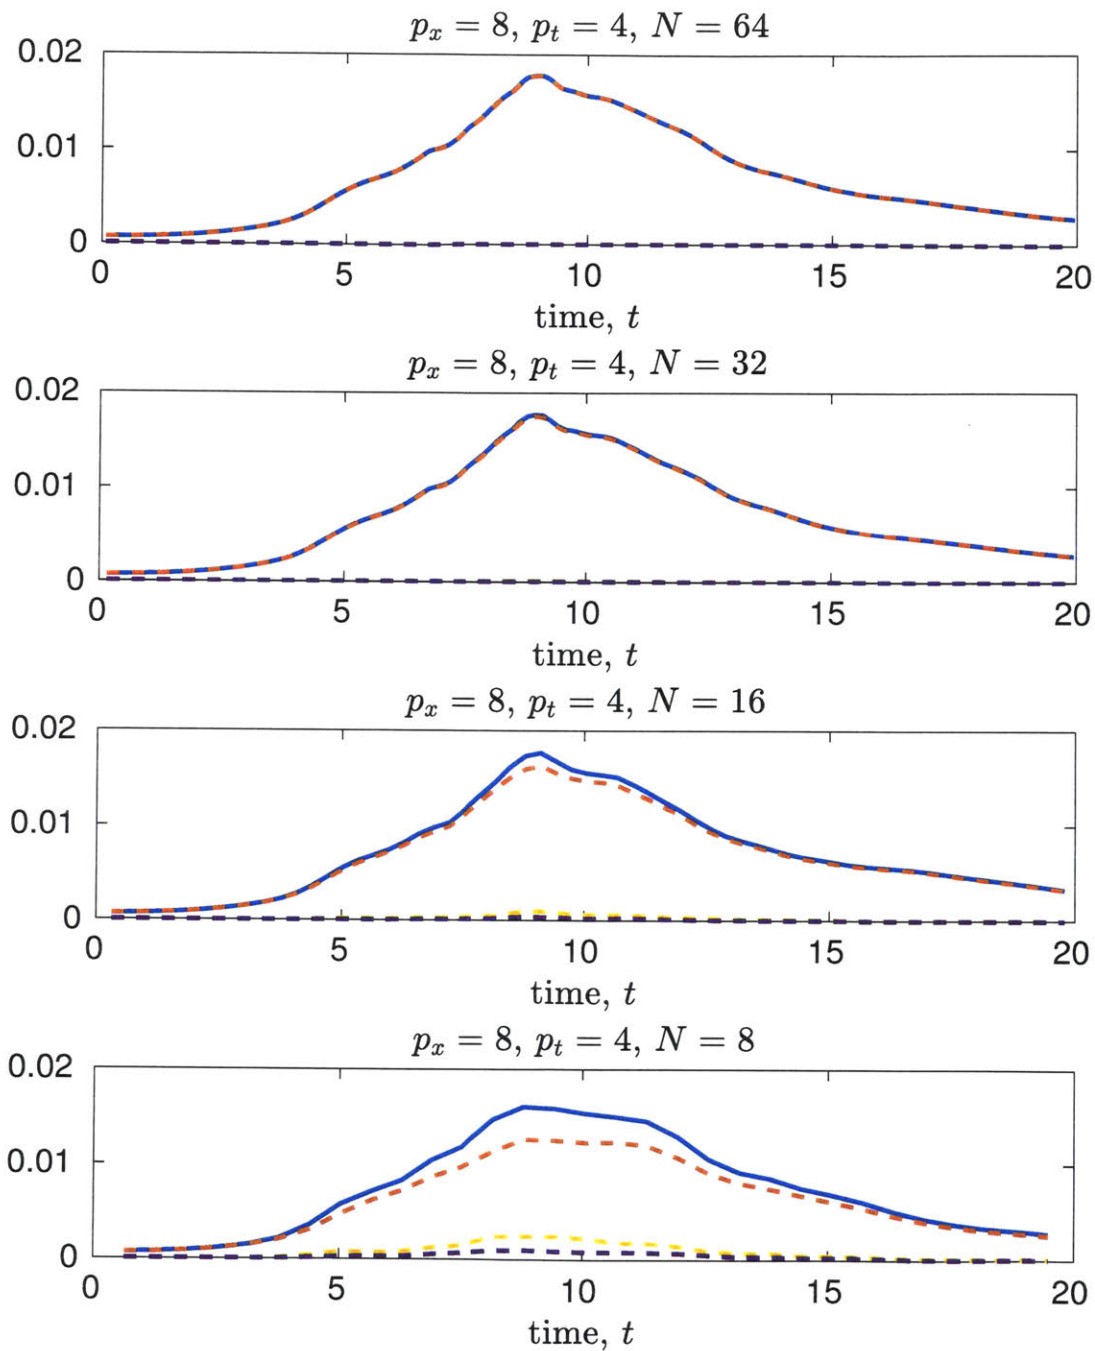 p_x = 8, p_t = 4, N = 64
0.02
0.01
0
0 5 10 15 20
time, t
p_x = 8, p_t = 4, N = 32
0.02
0.01
0
0 5 10 15 20
time, t
p_x = 8, p_t = 4, N = 16
0.02
0.01
0
0 5 10 15 20
time, t
p_x = 8, p_t = 4, N = 8
0.02
0.01
0
0 5 10 15 20
time, t